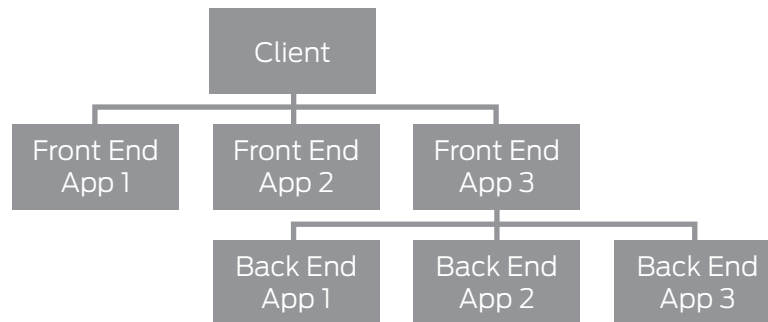 Client
Front End
App 1
Front End
App 2
Front End
App 3
Back End
App 1
Back End
App 2
Back End
App 3